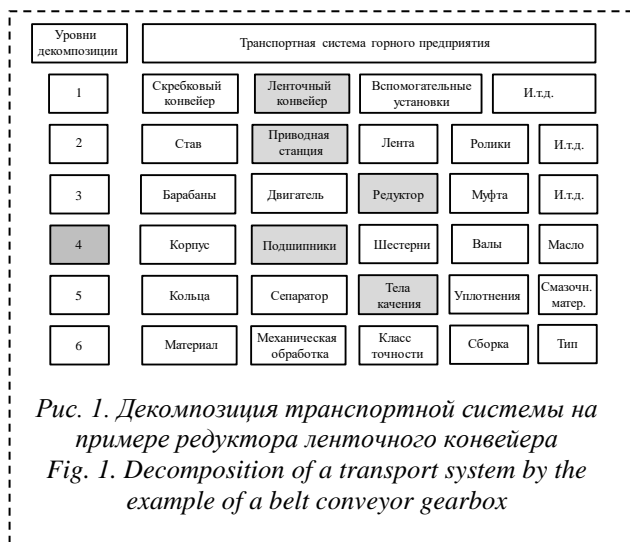 Уровни декомпозиции
Транспортная система горного предприятия
1
Скребковый конвейер
Ленточный конвейер
Вспомогательные установки
И.т.д.
2
Став
Приводная станция
Лента
Ролики
И.т.д.
3
Барабаны
Двигатель
Редуктор
Муфта
И.т.д.
4
Корпус
Подшипники
Шестерни
Валы
Масло
5
Кольца
Сепаратор
Тела качения
Уплотнения
Смазочн. матер.
6
Материал
Механическая обработка
Класс точности
Сборка
Тип
Рис. 1. Декомпозиция транспортной системы на
примере редуктора ленточного конвейера
Fig. 1. Decomposition of a transport system by the
example of a belt conveyor gearbox